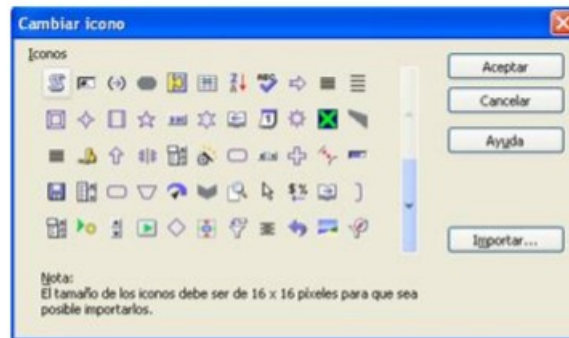 Cambiar icono
Iconos
Aceptar
Cancelar
Ayuda
Importar...
Nota:
El tamaño de los iconos debe ser de 16 x 16 píxeles para que sea
posible importarlos.